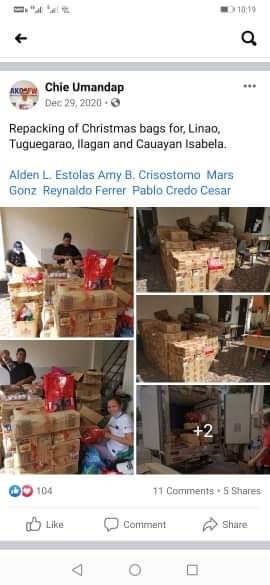 10:19
Chie Umandap
Dec 29, 2020 •
Repacking of Christmas bags for, Linao,
Tuguegarao, Ilagan and Cauayan Isabela.
Alden L. Estolas Amy B. Crisostomo Mars
Gonz Reynaldo Ferrer Pablo Credo Cesar
+2
104
11 Comments • 5 Shares
Like
Comment
Share